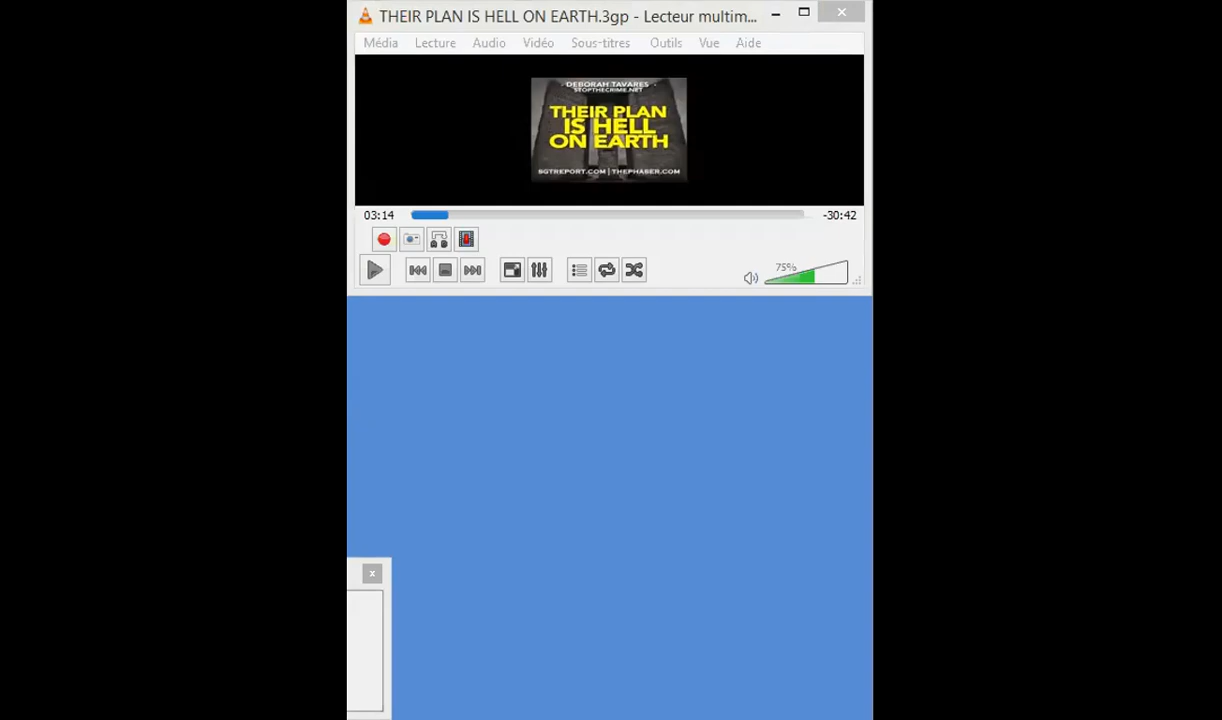 THEIR PLAN IS HELL ON EARTH.3gp - Lecteur multim...
Média Lecture Audio Vidéo Sous-titres Outils Vue Aide
- DEBORAH TAVARES -
STOPTHECRIME.NET
THEIR PLAN
IS HELL
ON EARTH
SGTREPORT.COM | THEPHASER.COM
03:14 -30:42
75%